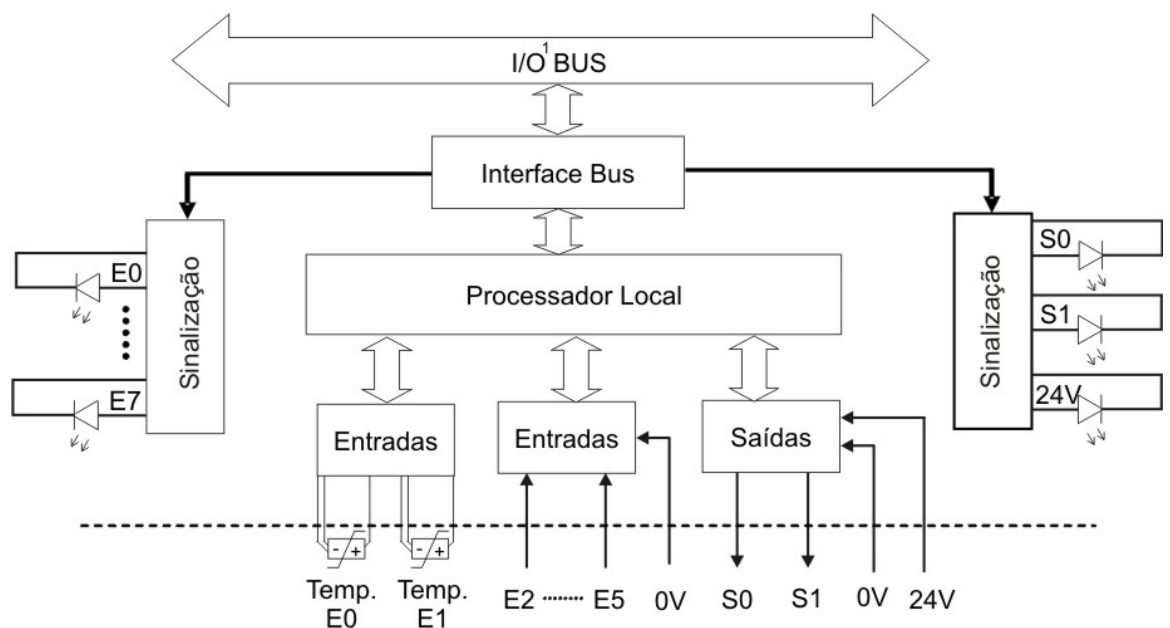 I/O¹ BUS
Interface Bus
Sinalização
E0
E7
Processador Local
Sinalização
S0
S1
24V
Entradas
Entradas
Saídas
- +
- +
Temp. E0
Temp. E1
E2 ........ E5
0V
S0
S1
0V
24V